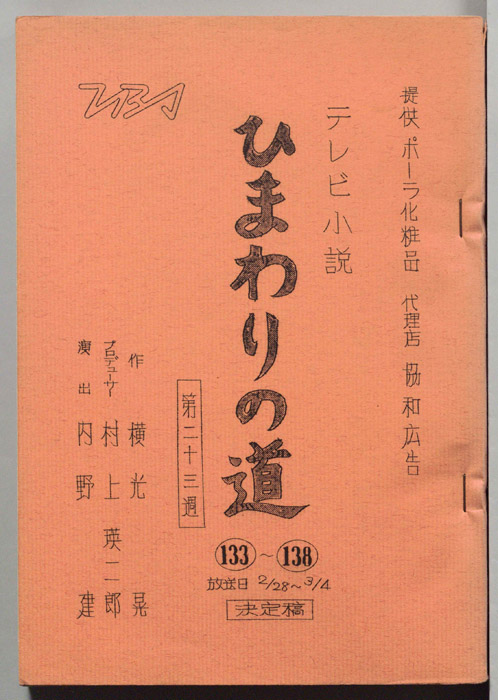 提供 ポーラ化粧品 代理店 協和広告
テレビ小説
ひまわりの道
第二十三週
133～138
放送日 2/28～3/4
決定稿
作 横光 晃
プロデューサー 村上瑛二郎
演出 内野 建